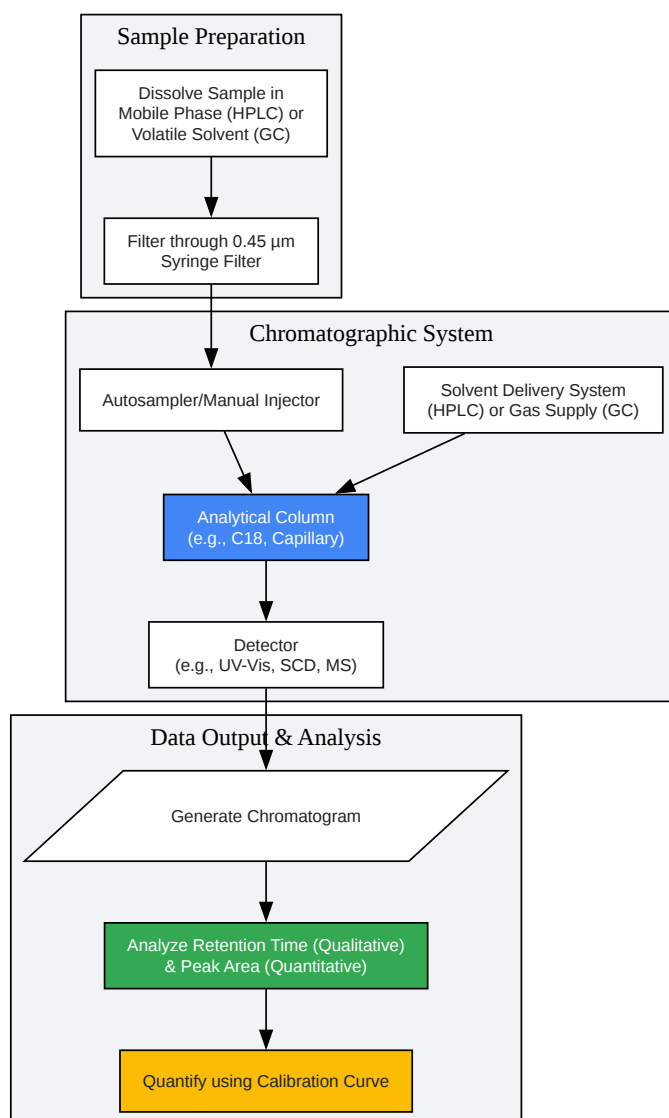 Sample Preparation
Dissolve Sample in
Mobile Phase (HPLC) or
Volatile Solvent (GC)
Filter through 0.45 µm
Syringe Filter
Chromatographic System
Autosampler/Manual Injector
Solvent Delivery System
(HPLC) or Gas Supply (GC)
Analytical Column
(e.g., C18, Capillary)
Detector
(e.g., UV-Vis, SCD, MS)
Data Output & Analysis
Generate Chromatogram
Analyze Retention Time (Qualitative)
& Peak Area (Quantitative)
Quantify using Calibration Curve